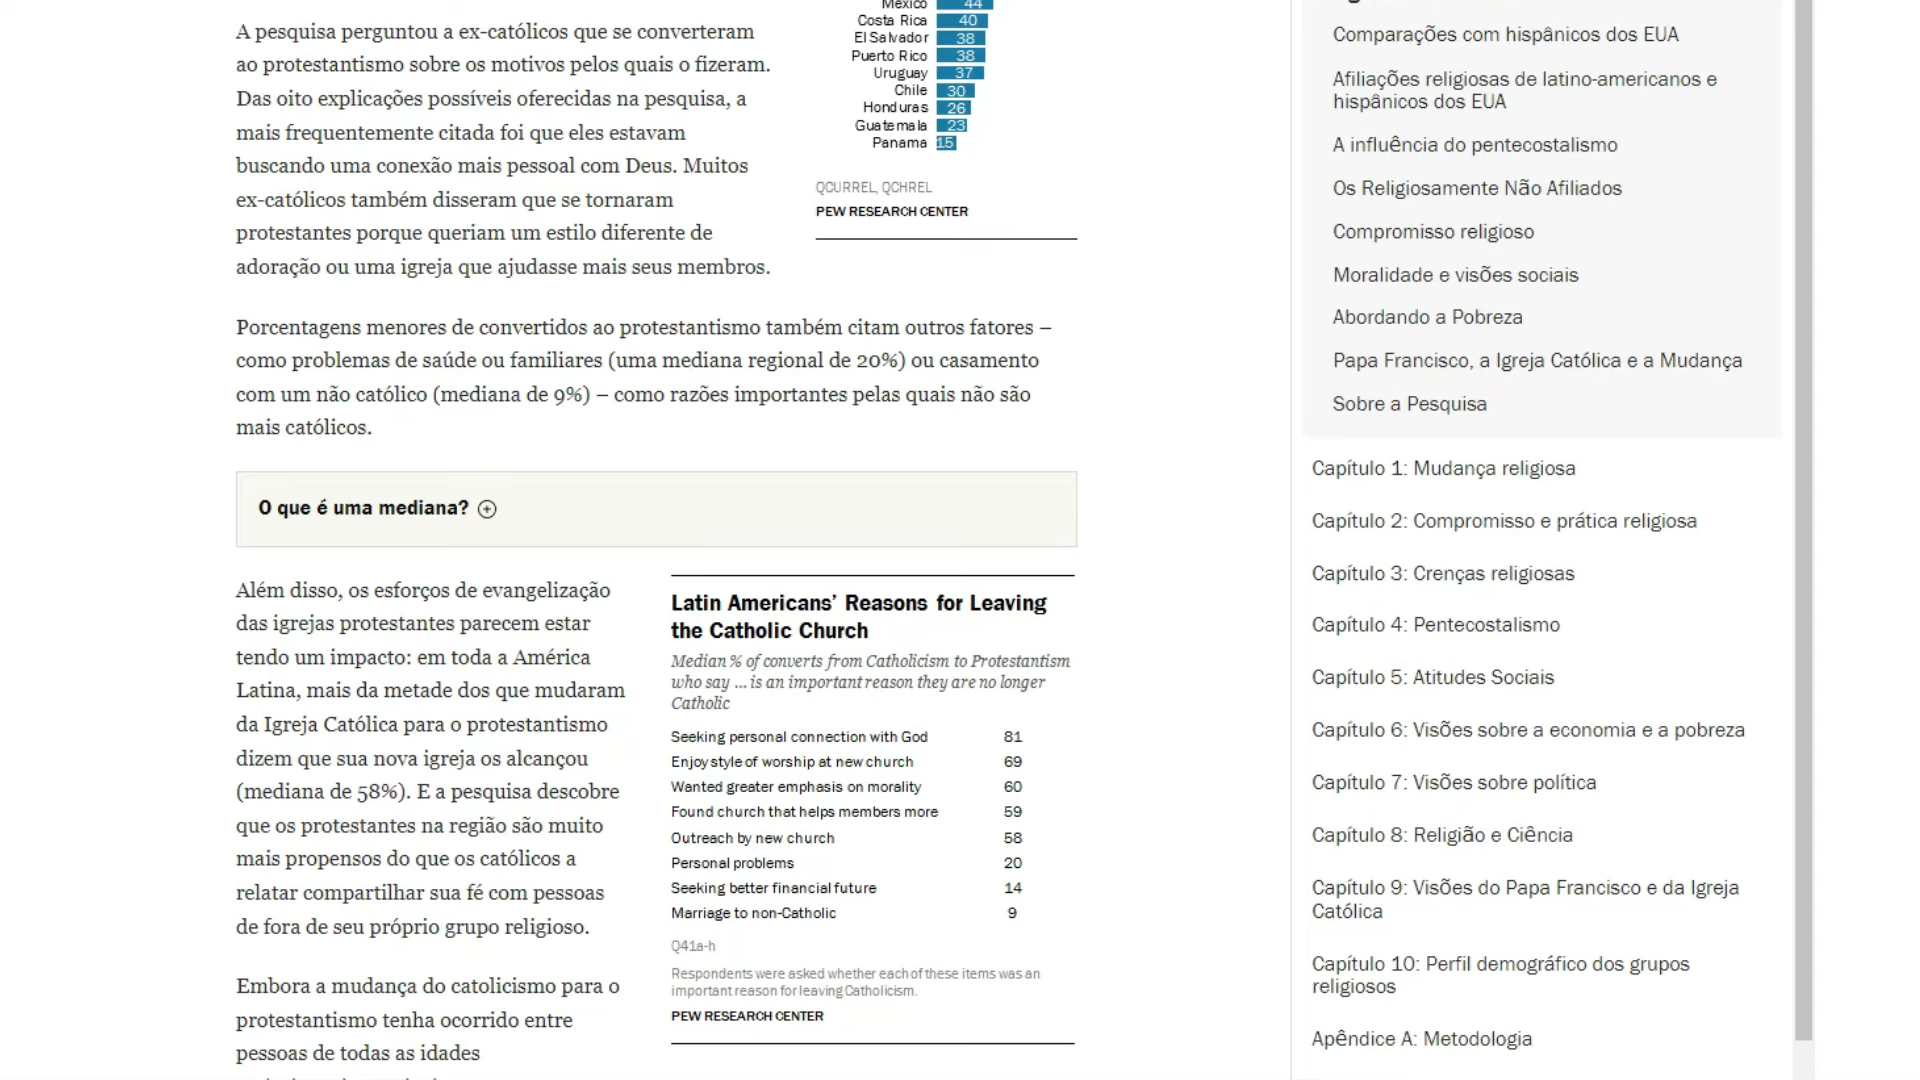 A pesquisa perguntou a ex-católicos que se converteram
ao protestantismo sobre os motivos pelos quais o fizeram.
Das oito explicações possíveis oferecidas na pesquisa, a
mais frequentemente citada foi que eles estavam
buscando uma conexão mais pessoal com Deus. Muitos
ex-católicos também disseram que se tornaram
protestantes porque queriam um estilo diferente de
adoração ou uma igreja que ajudasse mais seus membros.
Mexico 44
Costa Rica 40
El Salvador 38
Puerto Rico 38
Uruguay 37
Chile 30
Honduras 26
Guatemala 23
Panama 15
QCURREL, QCHREL
PEW RESEARCH CENTER
Porcentagens menores de convertidos ao protestantismo também citam outros fatores –
como problemas de saúde ou familiares (uma mediana regional de 20%) ou casamento
com um não católico (mediana de 9%) – como razões importantes pelas quais não são
mais católicos.
O que é uma mediana?
Além disso, os esforços de evangelização
das igrejas protestantes parecem estar
tendo um impacto: em toda a América
Latina, mais da metade dos que mudaram
da Igreja Católica para o protestantismo
dizem que sua nova igreja os alcançou
(mediana de 58%). E a pesquisa descobre
que os protestantes na região são muito
mais propensos do que os católicos a
relatar compartilhar sua fé com pessoas
de fora de seu próprio grupo religioso.
Embora a mudança do catolicismo para o
protestantismo tenha ocorrido entre
pessoas de todas as idades
Latin Americans’ Reasons for Leaving
the Catholic Church
Median % of converts from Catholicism to Protestantism
who say ... is an important reason they are no longer
Catholic
Seeking personal connection with God 81
Enjoy style of worship at new church 69
Wanted greater emphasis on morality 60
Found church that helps members more 59
Outreach by new church 58
Personal problems 20
Seeking better financial future 14
Marriage to non-Catholic 9
Q41a-h
Respondents were asked whether each of these items was an
important reason for leaving Catholicism.
PEW RESEARCH CENTER
Comparações com hispânicos dos EUA
Afiliações religiosas de latino-americanos e
hispânicos dos EUA
A influência do pentecostalismo
Os Religiosamente Não Afiliados
Compromisso religioso
Moralidade e visões sociais
Abordando a Pobreza
Papa Francisco, a Igreja Católica e a Mudança
Sobre a Pesquisa
Capítulo 1: Mudança religiosa
Capítulo 2: Compromisso e prática religiosa
Capítulo 3: Crenças religiosas
Capítulo 4: Pentecostalismo
Capítulo 5: Atitudes Sociais
Capítulo 6: Visões sobre a economia e a pobreza
Capítulo 7: Visões sobre política
Capítulo 8: Religião e Ciência
Capítulo 9: Visões do Papa Francisco e da Igreja
Católica
Capítulo 10: Perfil demográfico dos grupos
religiosos
Apêndice A: Metodologia